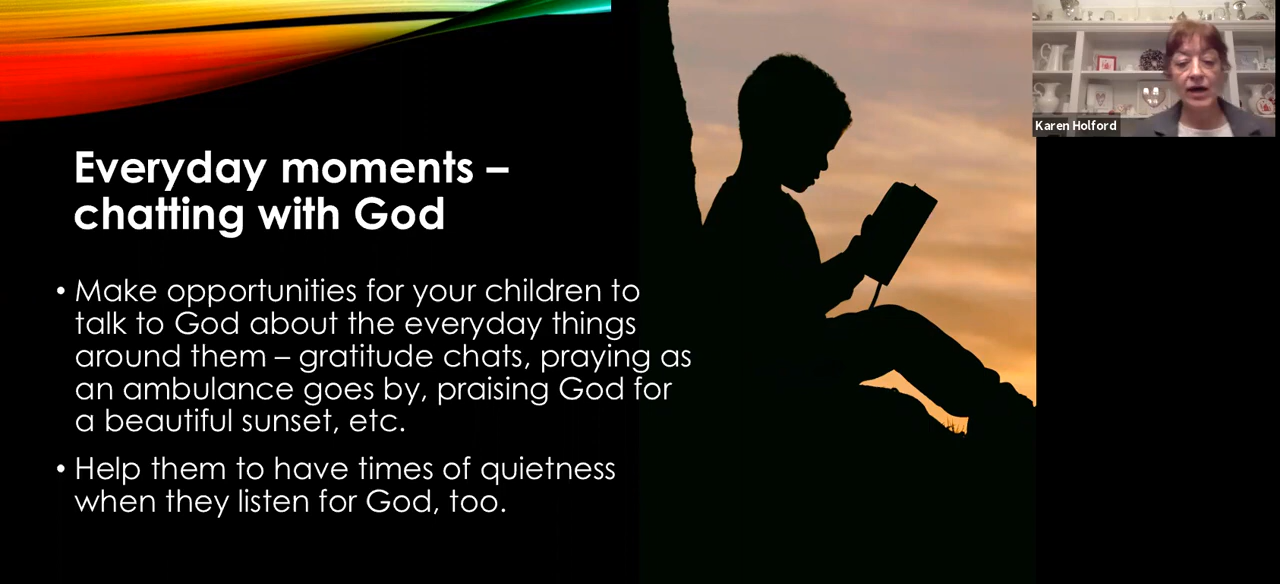 Everyday moments –
chatting with God
• Make opportunities for your children to
talk to God about the everyday things
around them – gratitude chats, praying as
an ambulance goes by, praising God for
a beautiful sunset, etc.
• Help them to have times of quietness
when they listen for God, too.
Karen Holford